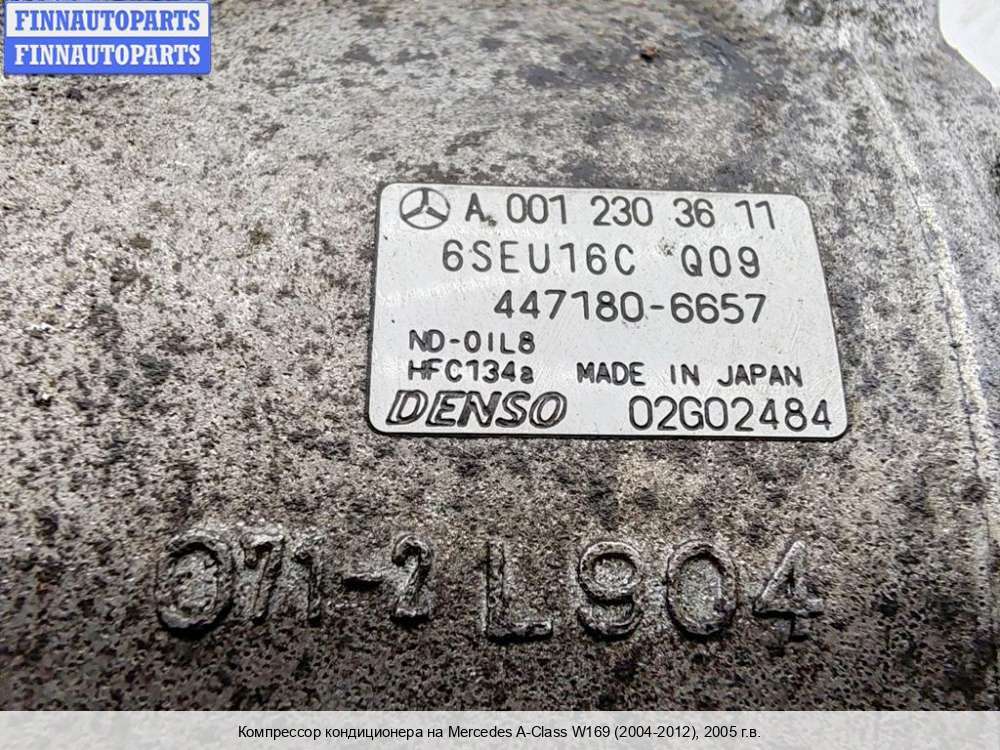 FINNAUTOPARTS
FINNAUTOPARTS
A 001 230 36 11
6SEU16C Q09
447180-6657
ND-OIL8
HFC134a MADE IN JAPAN
DENSO 02G02484
071-2 L904
Компрессор кондиционера на Mercedes A-Class W169 (2004-2012), 2005 г.в.